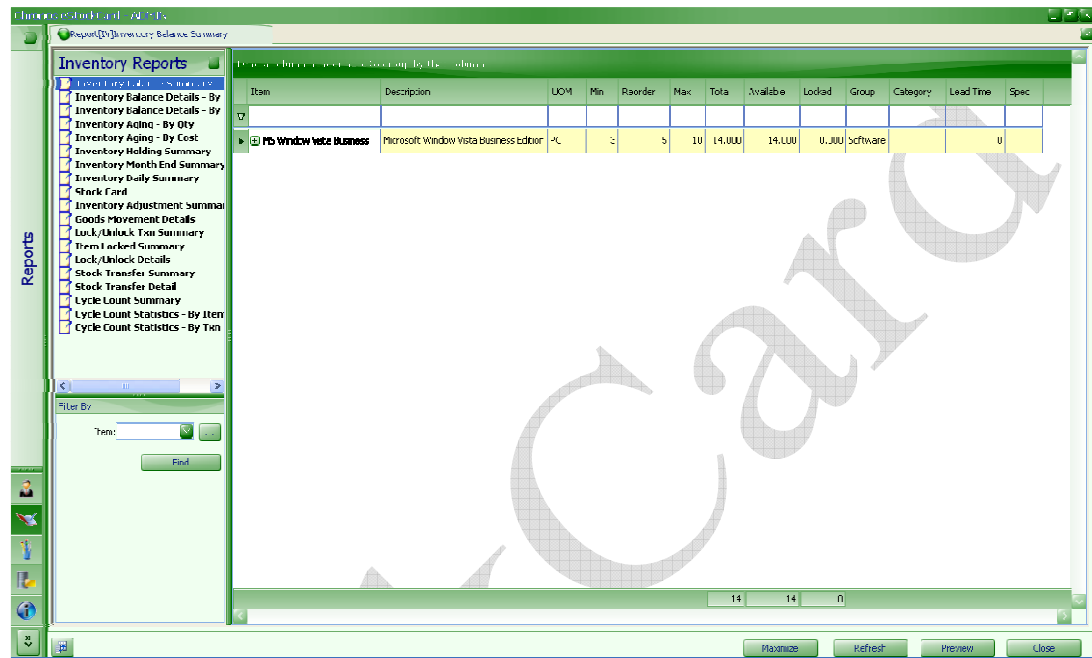 Report[IV]Inventory Balance Summary
Inventory Reports
Inventory Balance Summary
Inventory Balance Details - By
Inventory Balance Details - By
Inventory Aging - By Qty
Inventory Aging - By Cost
Inventory Holding Summary
Inventory Month End Summary
Inventory Daily Summary
Stock Card
Inventory Adjustment Summar
Goods Movement Details
Lock/Unlock Txn Summary
Item Locked Summary
Lock/Unlock Details
Stock Transfer Summary
Stock Transfer Detail
Cycle Count Summary
Cycle Count Statistics - By Item
Cycle Count Statistics - By Txn
Reports
Filter By
Item:
...
Find
Item Description UOM Min Reorder Max Total Available Locked Group Category Lead Time Spec
MS Window Vista Business Microsoft Window Vista Business Edition PC 3 5 10 14.000 14.000 0.000 Software 0
Card
14 14 0
Maximize Refresh Preview Close